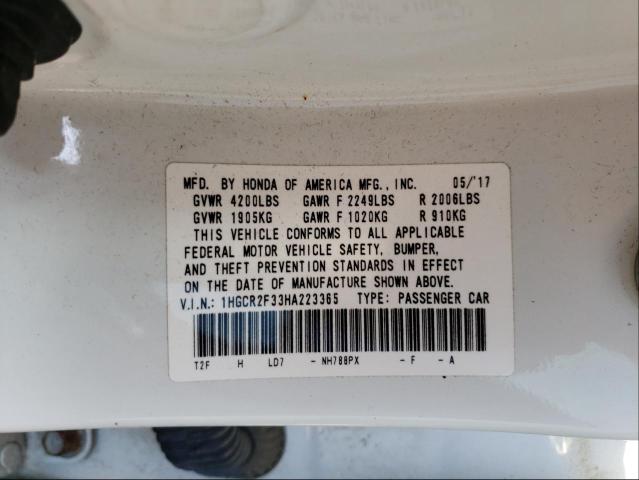 MFD. BY HONDA OF AMERICA MFG., INC. 05/'17
GVWR 4200LBS GAWR F 2249LBS R 2006LBS
GVWR 1905KG GAWR F 1020KG R 910KG
THIS VEHICLE CONFORMS TO ALL APPLICABLE
FEDERAL MOTOR VEHICLE SAFETY, BUMPER,
AND THEFT PREVENTION STANDARDS IN EFFECT
ON THE DATE OF MANUFACTURE SHOWN ABOVE.
V.I.N.: 1HGCR2F33HA223365 TYPE: PASSENGER CAR
T2F H LD7 - NH788PX - F - A